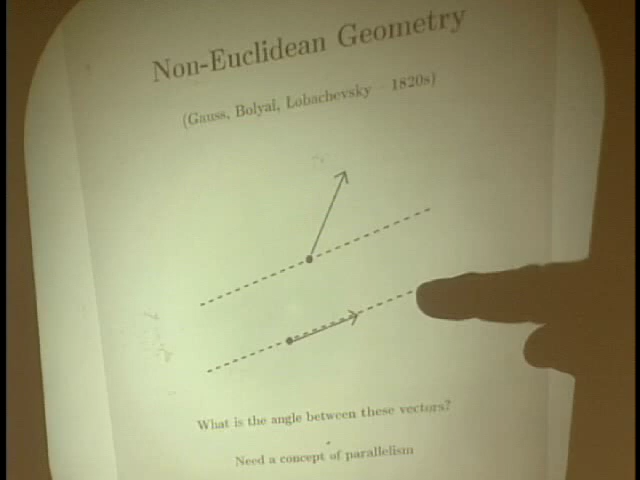 Non-Euclidean Geometry
(Gauss, Bolyai, Lobachevsky - 1820s)
What is the angle between these vectors?
Need a concept of parallelism